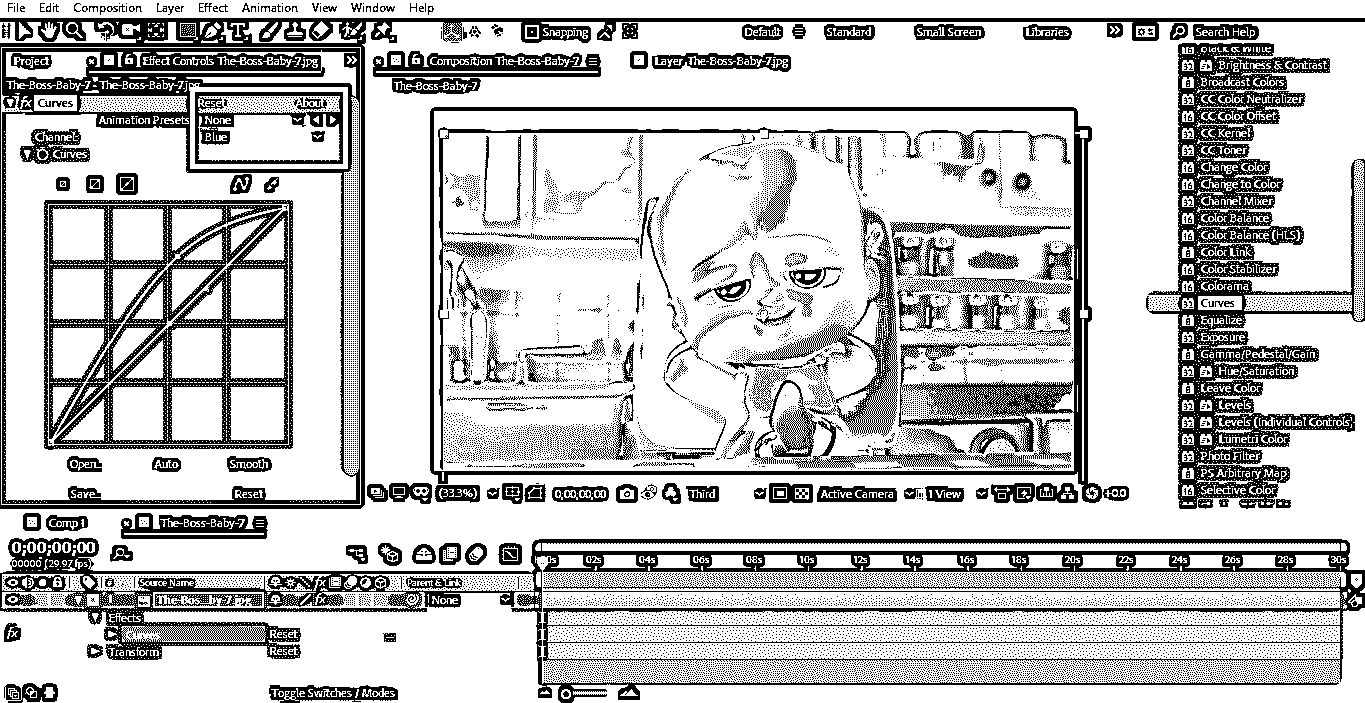 File Edit Composition Layer Effect Animation View Window Help
Snapping Default Standard Small Screen Libraries Search Help
Project Effect Controls The-Boss-Baby-7.jpg Composition The-Boss-Baby-7 Layer The-Boss-Baby-7.jpg
The-Boss-Baby-7 - The-Boss-Baby-7.jpg
The-Boss-Baby-7
fx Curves Reset About
Animation Presets None
Channel: Blue
Curves
Open... Auto Smooth
Save... Reset
(33.3%) 0;00;00;00 Third Active Camera 1 View +0.0
Black & White
Brightness & Contrast
Broadcast Colors
CC Color Neutralizer
CC Color Offset
CC Kernel
CC Toner
Change Color
Change to Color
Channel Mixer
Color Balance
Color Balance (HLS)
Color Link
Color Stabilizer
Colorama
Curves
Equalize
Exposure
Gamma/Pedestal/Gain
Hue/Saturation
Leave Color
Levels
Levels (Individual Controls)
Lumetri Color
Photo Filter
PS Arbitrary Map
Selective Color
Comp 1 The-Boss-Baby-7
0;00;00;00
00000 (29.97 fps)
0s 02s 04s 06s 08s 10s 12s 14s 16s 18s 20s 22s 24s 26s 28s 30s
Source Name Parent & Link
The-Bos...by-7.jpg None
Effects
fx Reset
Transform Reset
Toggle Switches / Modes